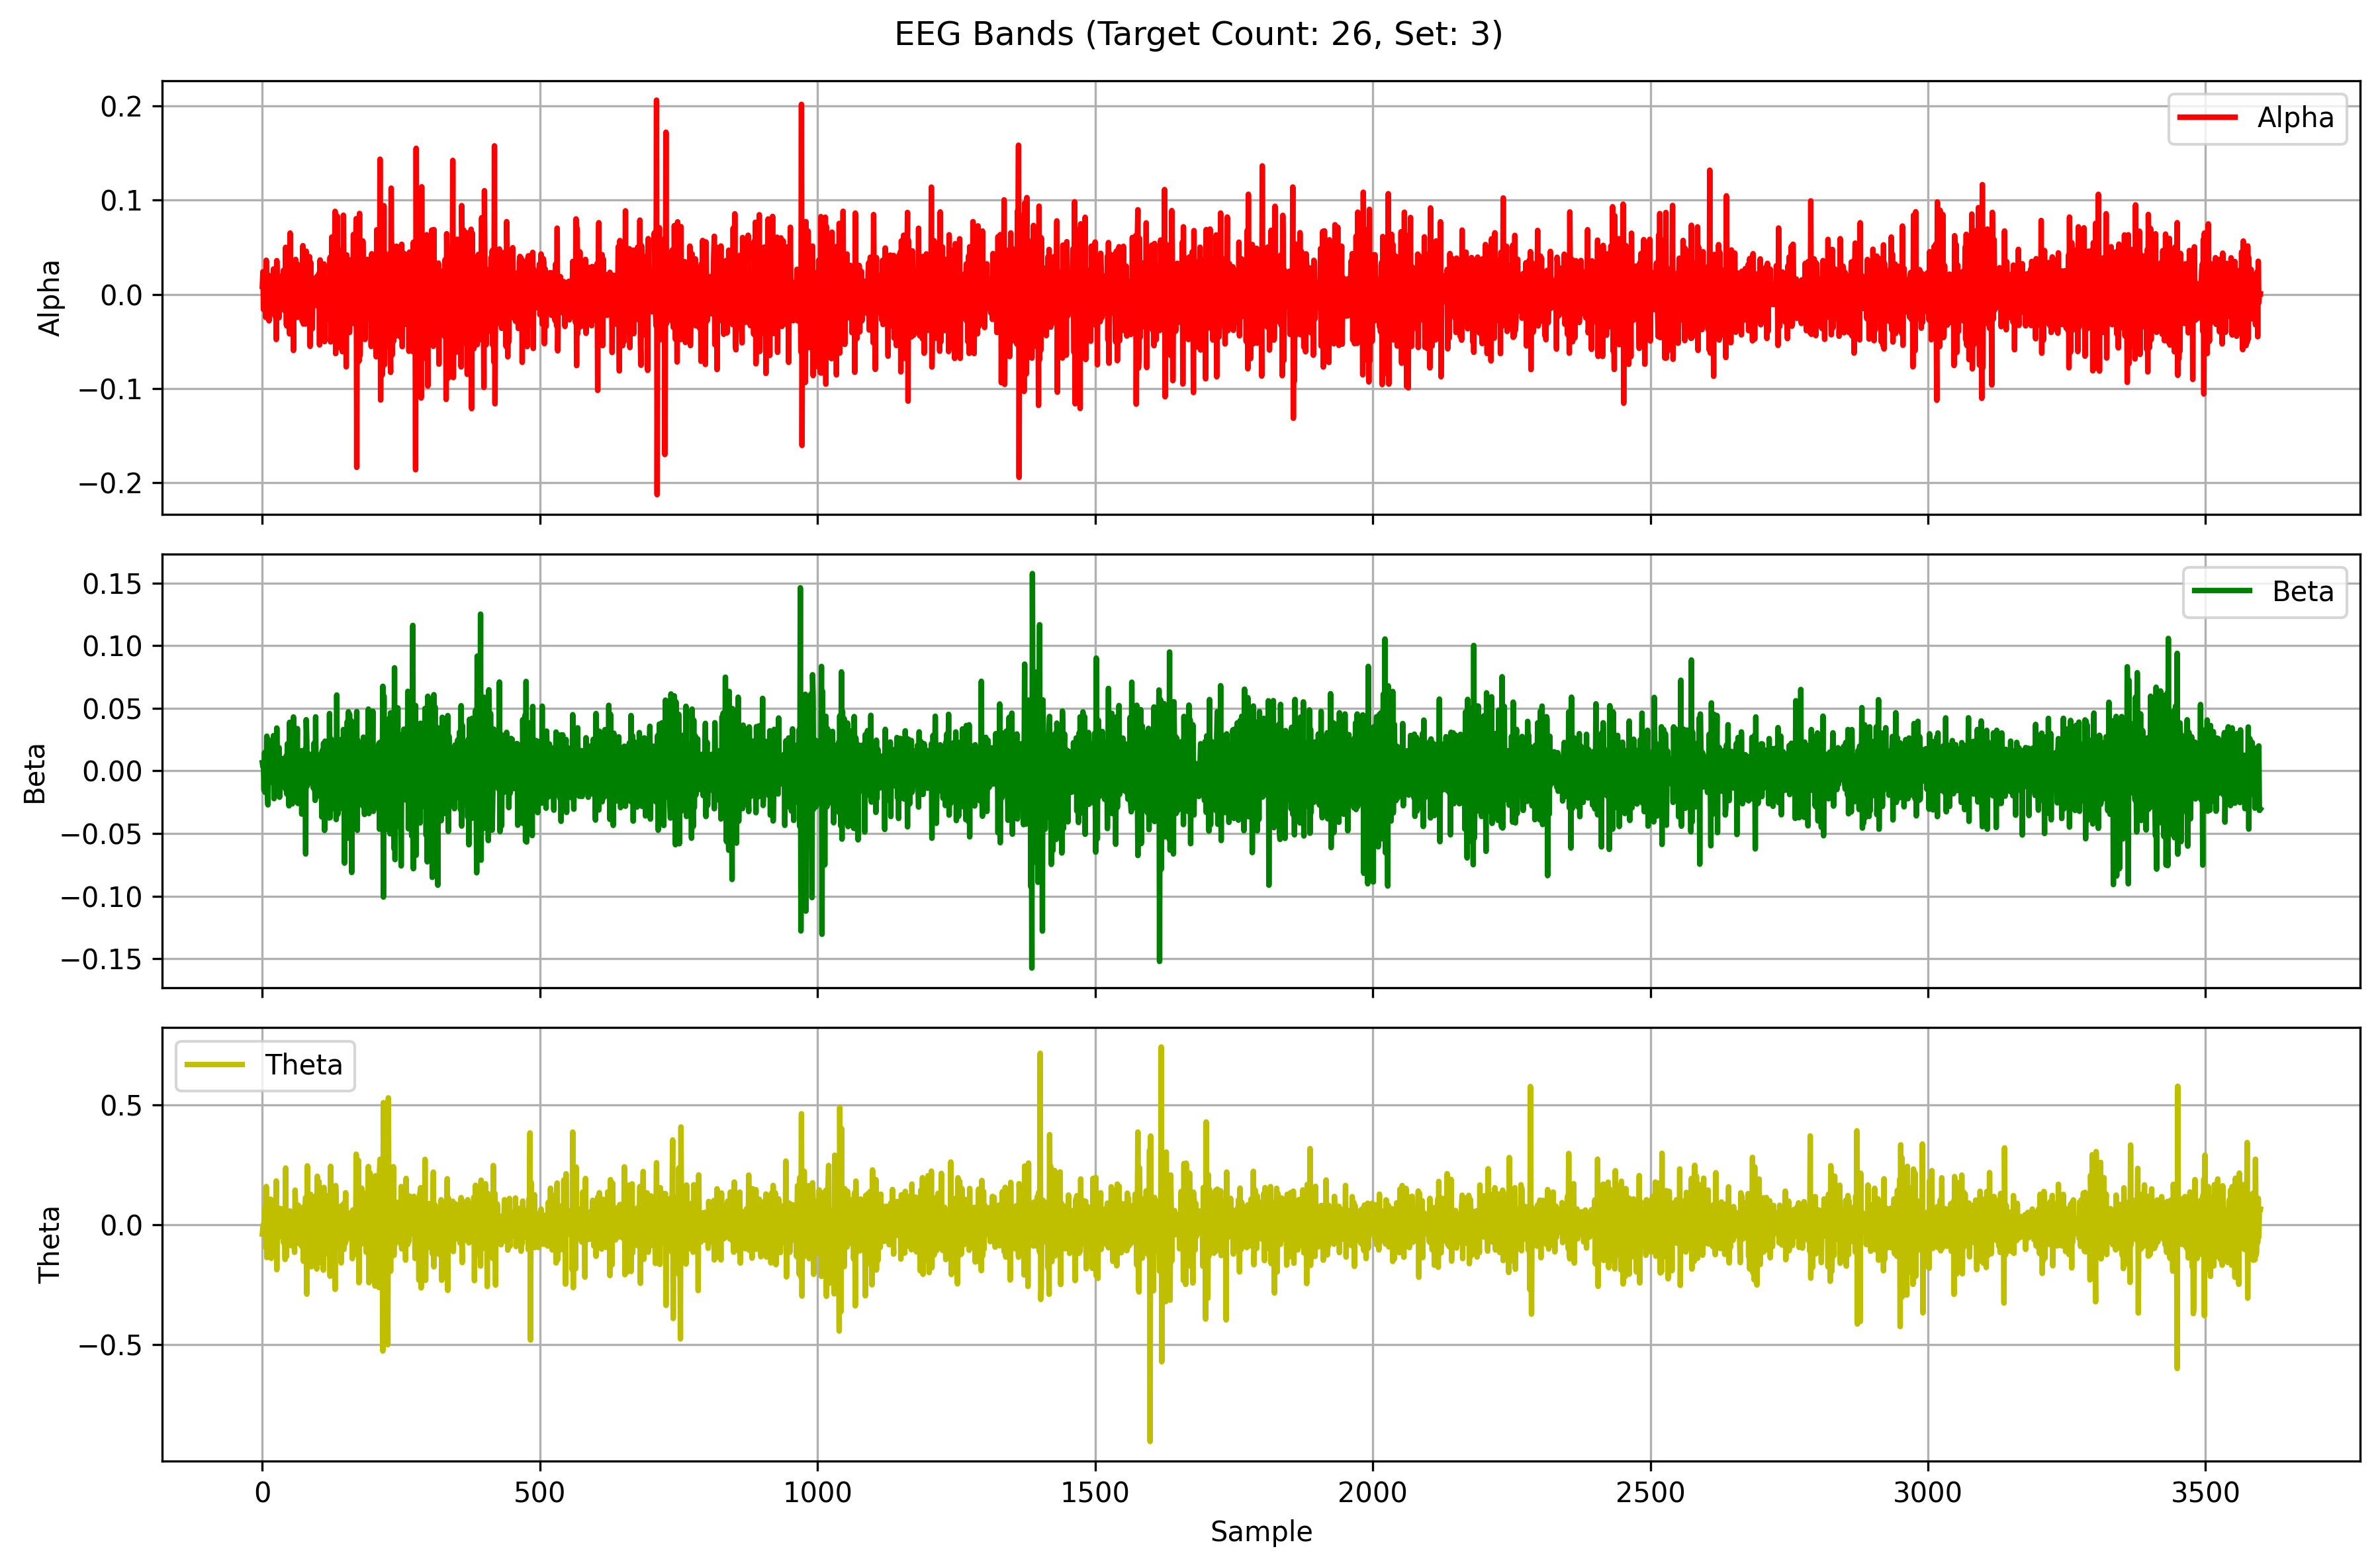 EEG Bands (Target Count: 26, Set: 3)
0.2
0.1
0.0
−0.1
−0.2
Alpha
Alpha
0.15
0.10
0.05
0.00
−0.05
−0.10
−0.15
Beta
Beta
0.5
0.0
−0.5
Theta
Theta
0 500 1000 1500 2000 2500 3000 3500
Sample